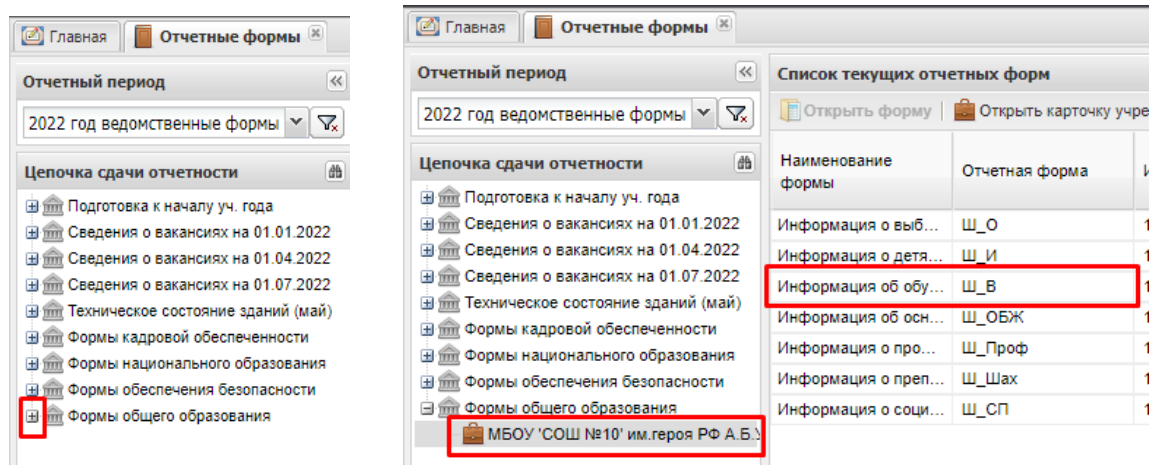 Главная
Отчетные формы
Отчетный период
2022 год ведомственные формы
Цепочка сдачи отчетности
Подготовка к началу уч. года
Сведения о вакансиях на 01.01.2022
Сведения о вакансиях на 01.04.2022
Сведения о вакансиях на 01.07.2022
Техническое состояние зданий (май)
Формы кадровой обеспеченности
Формы национального образования
Формы обеспечения безопасности
Формы общего образования
Главная
Отчетные формы
Отчетный период
2022 год ведомственные формы
Цепочка сдачи отчетности
Подготовка к началу уч. года
Сведения о вакансиях на 01.01.2022
Сведения о вакансиях на 01.04.2022
Сведения о вакансиях на 01.07.2022
Техническое состояние зданий (май)
Формы кадровой обеспеченности
Формы национального образования
Формы обеспечения безопасности
Формы общего образования
МБОУ 'СОШ №10' им.героя РФ А.Б.
Список текущих отчетных форм
Открыть форму Открыть карточку учре
Наименование формы Отчетная форма
Информация о выб... Ш_О
Информация о детя... Ш_И
Информация об обу... Ш_В
Информация об осн... Ш_ОБЖ
Информация о про... Ш_Проф
Информация о преп... Ш_Шах
Информация о соци... Ш_СП